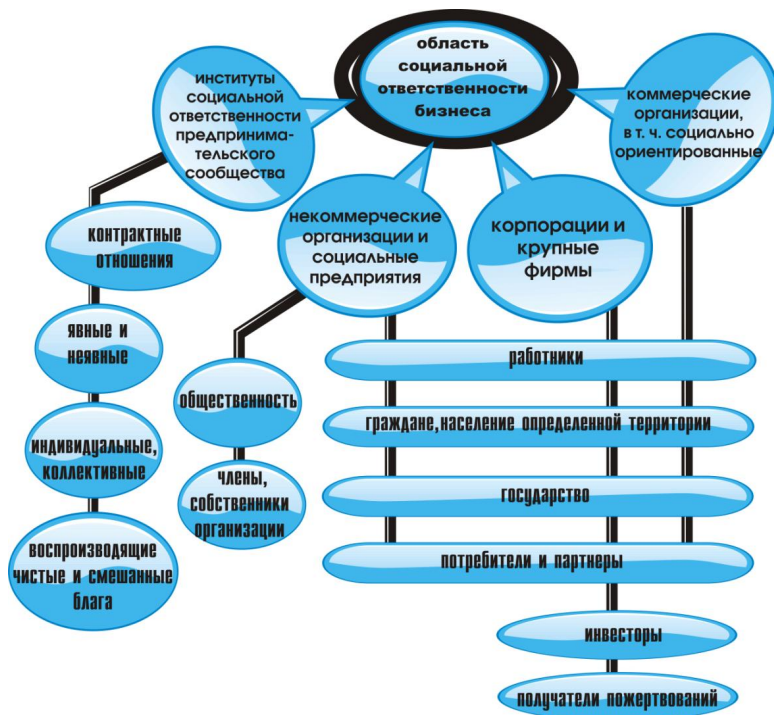 область
социальной
ответственности
бизнеса
институты
социальной
ответственности
предпринима-
тельского
сообщества
коммерческие
организации,
в т. ч. социально
ориентированные
некоммерческие
организации и
социальные
предприятия
корпорации и
крупные
фирмы
контрактные
отношения
явные и
неявные
индивидуальные,
коллективные
воспроизводящие
чистые и смешанные
блага
общественность
члены,
собственники
организации
работники
граждане, население определенной территории
государство
потребители и партнеры
инвесторы
получатели пожертвований